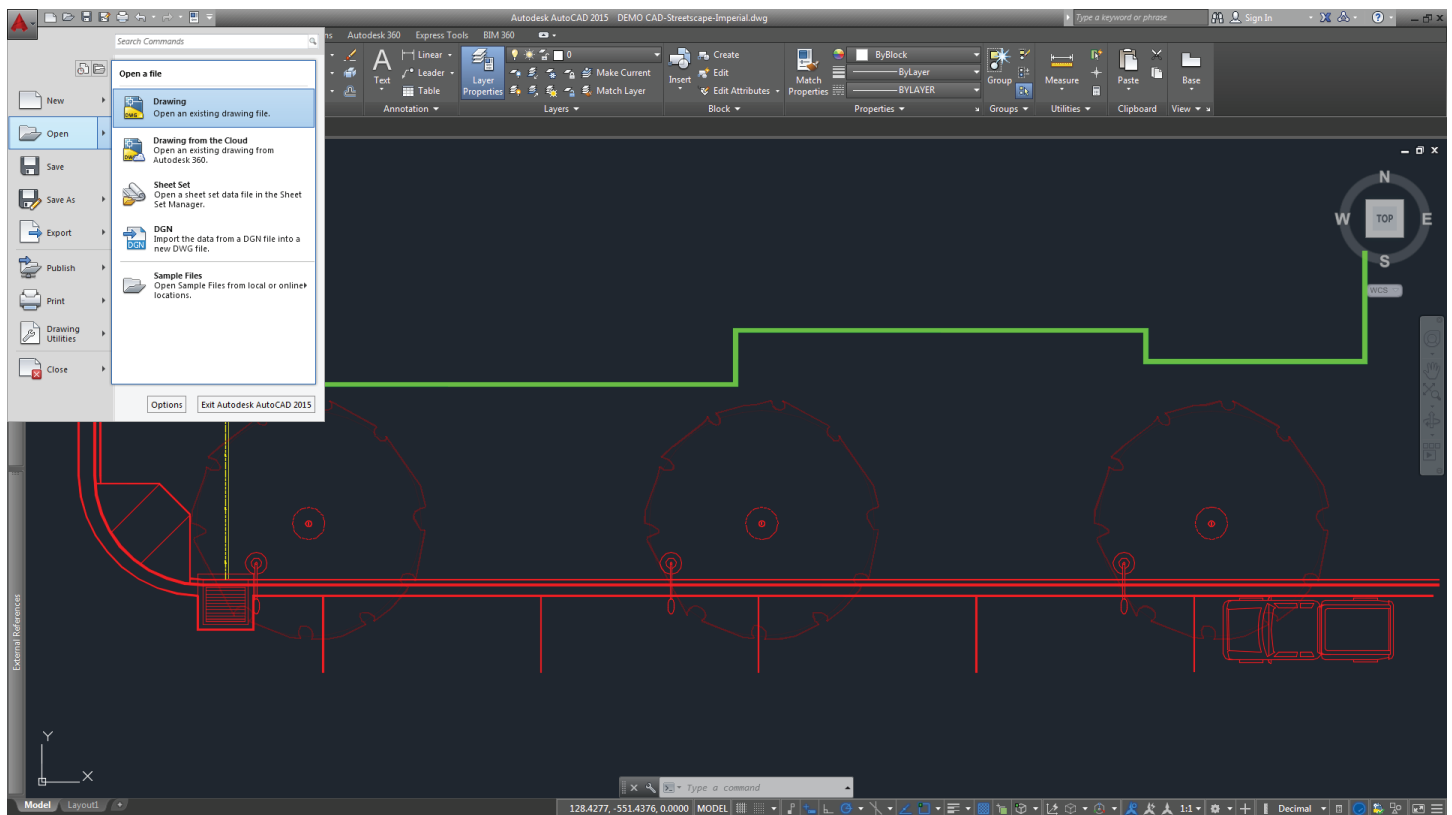 Autodesk AutoCAD 2015 DEMO CAD-Streetscape-Imperial.dwg
Type a keyword or phrase
Sign In
Search Commands
ns Autodesk 360 Express Tools BIM 360
Open a file
New
Open
Save
Save As
Export
Publish
Print
Drawing
Utilities
Close
Drawing
Open an existing drawing file.
Drawing from the Cloud
Open an existing drawing from
Autodesk 360.
Sheet Set
Open a sheet set data file in the Sheet
Set Manager.
DGN
Import the data from a DGN file into a
new DWG file.
Sample Files
Open Sample Files from local or online
locations.
Options
Exit Autodesk AutoCAD 2015
Text
Linear
Leader
Table
Annotation
Layer
Properties
0
Make Current
Match Layer
Layers
Insert
Create
Edit
Edit Attributes
Block
Match
Properties
ByBlock
ByLayer
BYLAYER
Properties
Group
Groups
Measure
Utilities
Paste
Clipboard
Base
View
N
W
TOP
E
S
WCS
External References
Y
X
Type a command
Model Layout1 +
128.4277, -551.4376, 0.0000 MODEL
1:1
Decimal